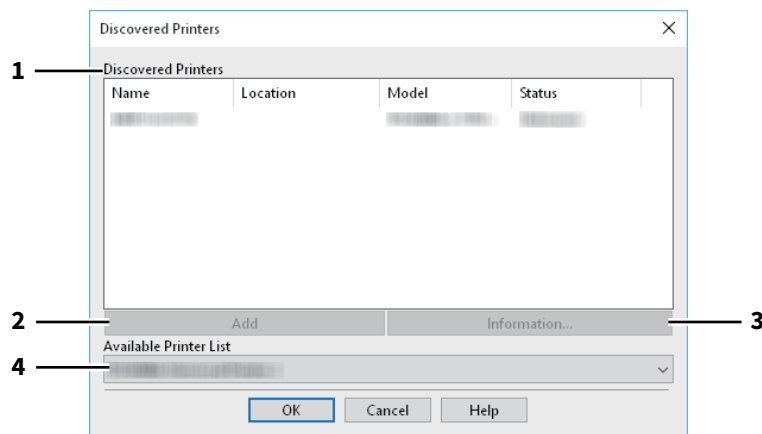 Discovered Printers
1 Discovered Printers
Name Location Model Status
2 Add Information... 3
Available Printer List
4
OK Cancel Help